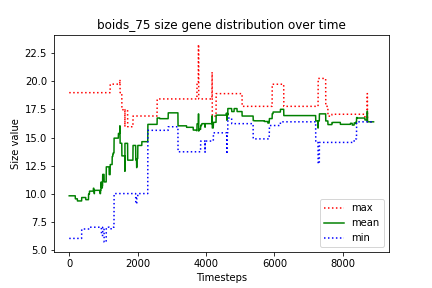 boids_75 size gene distribution over time
Size value
22.5
20.0
17.5
15.0
12.5
10.0
7.5
5.0
0
2000
4000
6000
8000
Timesteps
max
mean
min